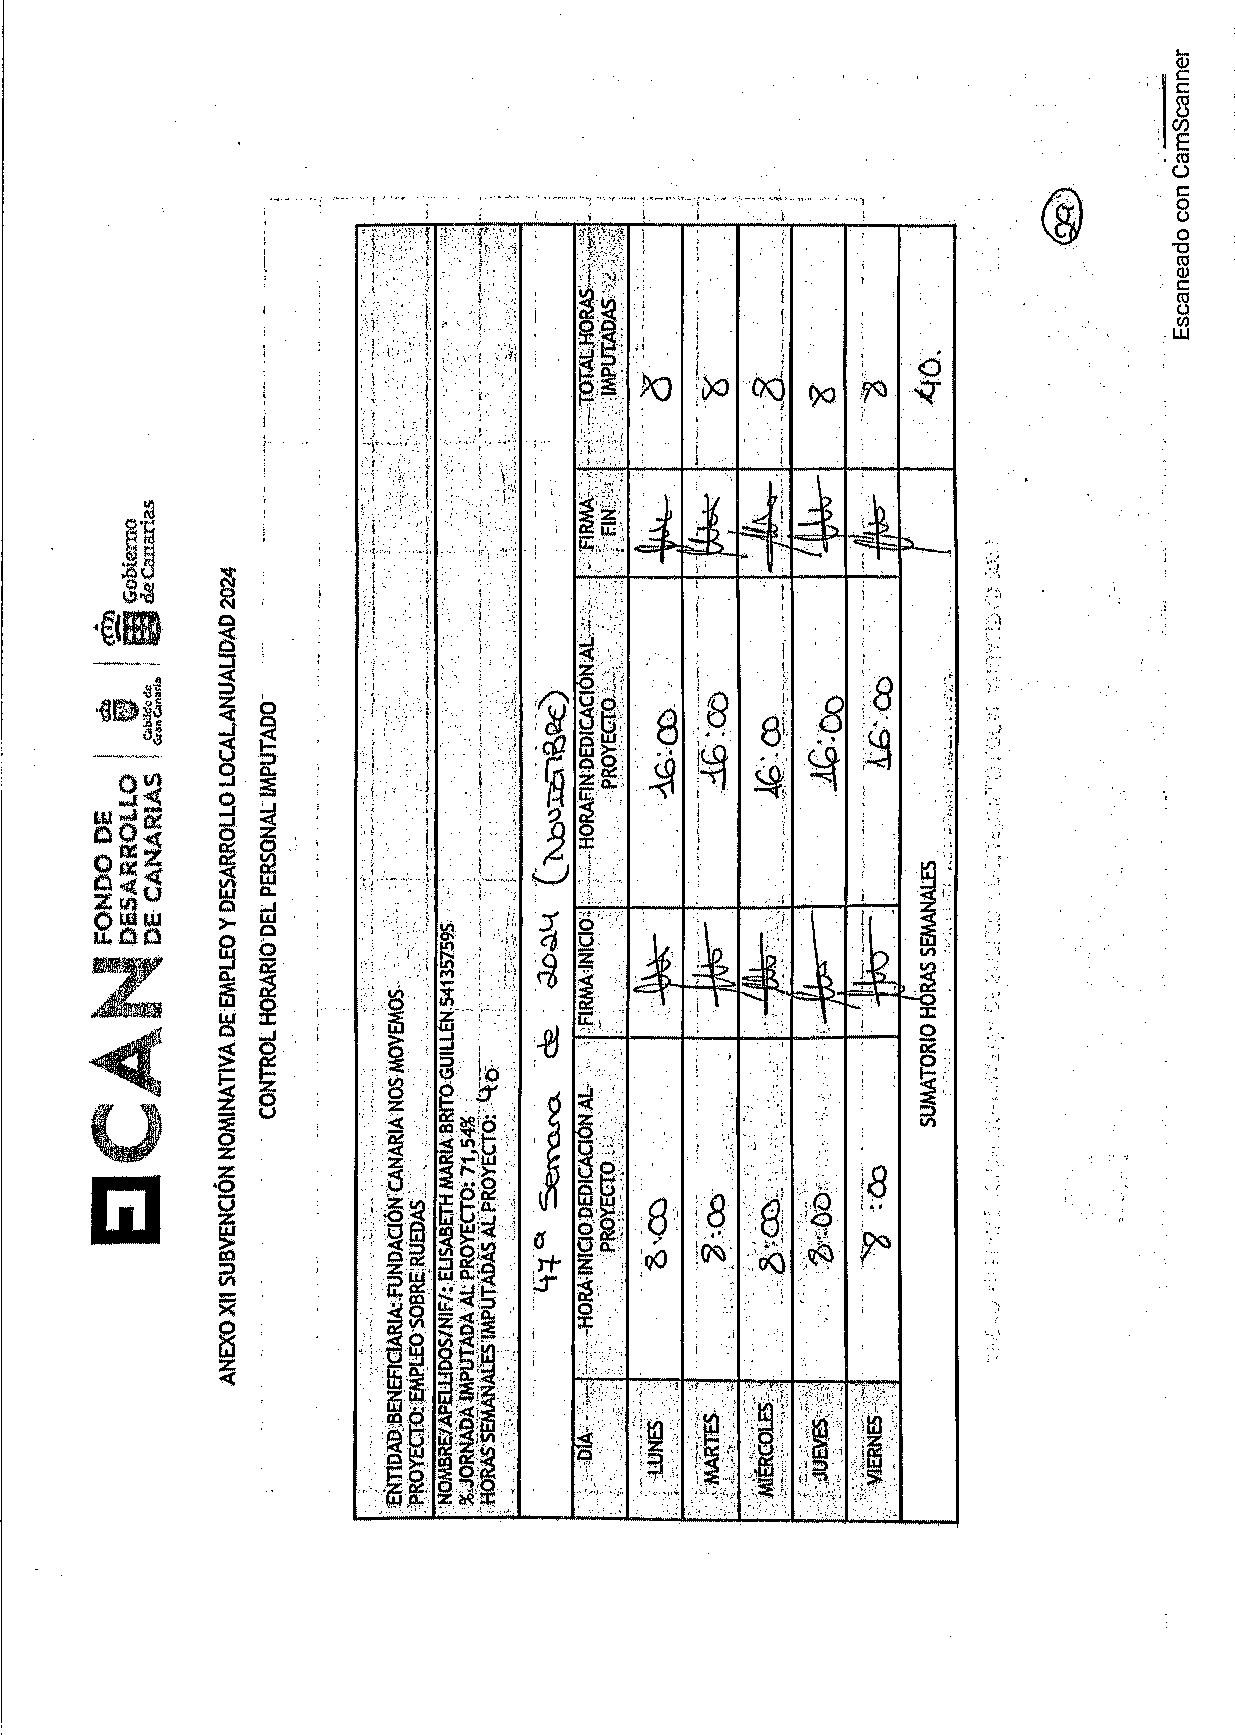 FDCAN FONDO DE
DESARROLLO
DE CANARIAS
Cabildo de
Gran Canaria
Gobierno
de Canarias
ANEXO XII SUBVENCIÓN NOMINATIVA DE EMPLEO Y DESARROLLO LOCAL ANUALIDAD 2024
CONTROL HORARIO DEL PERSONAL IMPUTADO
ENTIDAD BENEFICIARIA: FUNDACIÓN CANARIA NOS MOVEMOS
PROYECTO: EMPLEO SOBRE RUEDAS
NOMBRE/APELLIDOS/NIF/: ELISABETH MARIA BRITO GUILLÉN 54135759S
% JORNADA IMPUTADA AL PROYECTO: 71,54%
HORAS SEMANALES IMPUTADAS AL PROYECTO: 40
47ª Semana de 2024 (NOVIEMBRE)
DÍA HORA INICIO DEDICACIÓN AL PROYECTO FIRMA INICIO HORA FIN DEDICACIÓN AL PROYECTO FIRMA FIN TOTAL HORAS IMPUTADAS
LUNES 8:00 16:00 8
MARTES 8:00 16:00 8
MIÉRCOLES 8:00 16:00 8
JUEVES 8:00 16:00 8
VIERNES 8:00 16:00 8
SUMATORIO HORAS SEMANALES 40.
Escaneado con CamScanner